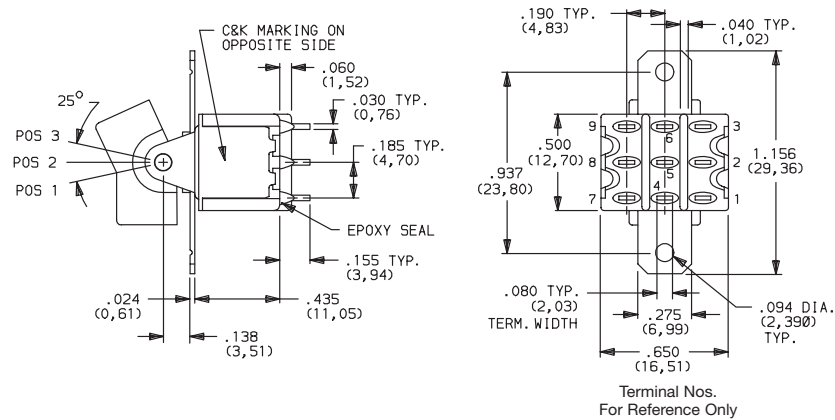 C&K MARKING ON
OPPOSITE SIDE
.060
(1,52)
.030 TYP.
(0,76)
25°
POS 3
POS 2
POS 1
.185 TYP.
(4,70)
EPOXY SEAL
.155 TYP.
(3,94)
.024
(0,61)
.435
(11,05)
.138
(3,51)
.190 TYP.
(4,83)
.040 TYP.
(1,02)
9
6
3
.500
(12,70)
8
5
2
1.156
(29,36)
.937
(23,80)
7
4
1
.080 TYP.
(2,03)
TERM. WIDTH
.275
(6,99)
.094 DIA.
(2,390)
TYP.
.650
(16,51)
Terminal Nos.
For Reference Only